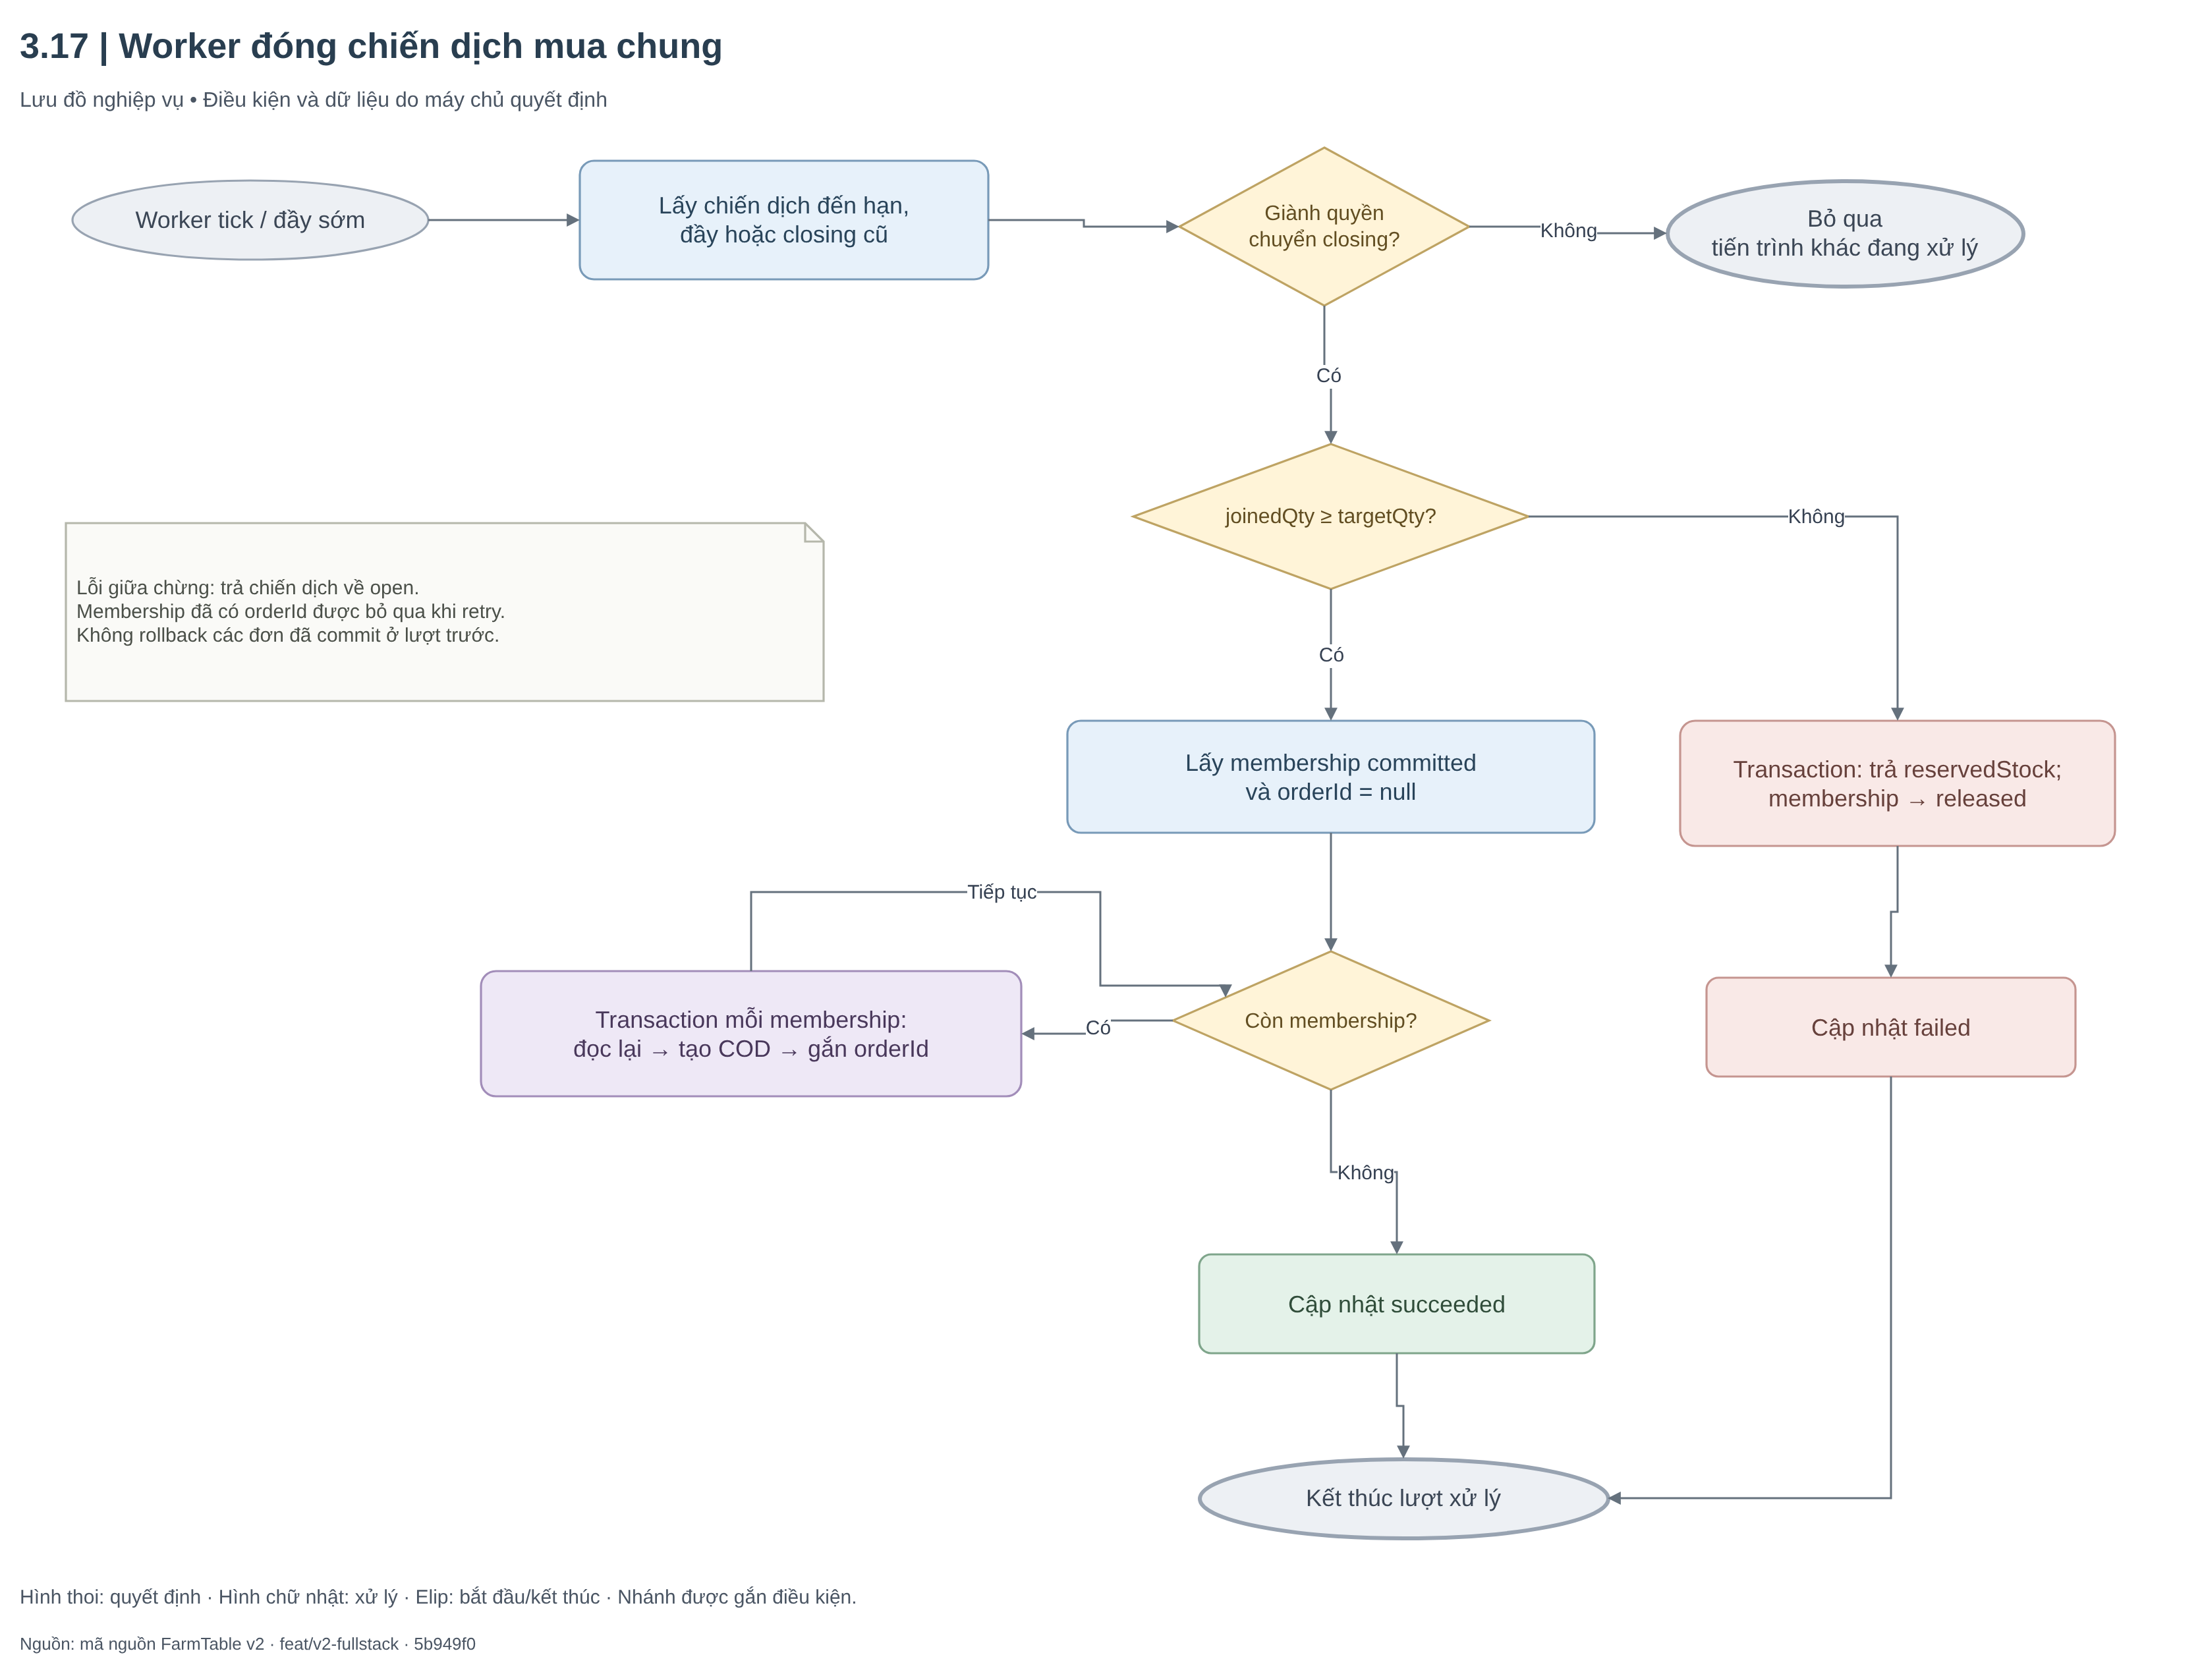 3.17 | Worker đóng chiến dịch mua chung
Lưu đồ nghiệp vụ • Điều kiện và dữ liệu do máy chủ quyết định
Worker tick / đầy sớm
Lấy chiến dịch đến hạn,
đầy hoặc closing cũ
Giành quyền
chuyển closing?
Không
Bỏ qua
tiến trình khác đang xử lý
Có
joinedQty ≥ targetQty?
Không
Lỗi giữa chừng: trả chiến dịch về open.
Membership đã có orderId được bỏ qua khi retry.
Không rollback các đơn đã commit ở lượt trước.
Có
Lấy membership committed
và orderId = null
Transaction: trả reservedStock;
membership → released
Tiếp tục
Transaction mỗi membership:
đọc lại → tạo COD → gắn orderId
Có
Còn membership?
Cập nhật failed
Không
Cập nhật succeeded
Kết thúc lượt xử lý
Hình thoi: quyết định · Hình chữ nhật: xử lý · Elip: bắt đầu/kết thúc · Nhánh được gắn điều kiện.
Nguồn: mã nguồn FarmTable v2 · feat/v2-fullstack · 5b949f0